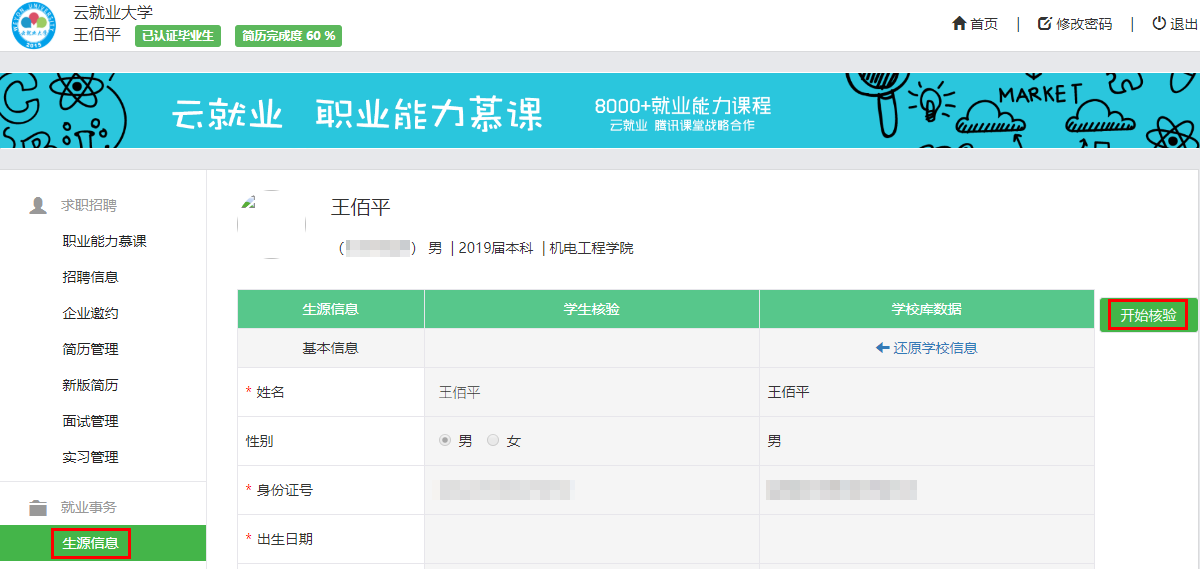 云就业大学
王佰平 已认证毕业生 简历完成度 60 %
首页 | 修改密码 | 退出
云就业 职业能力慕课
8000+就业能力课程
云就业 腾讯课堂战略合作
MARKET
求职招聘
职业能力慕课
招聘信息
企业邀约
简历管理
新版简历
面试管理
实习管理
就业事务
生源信息
王佰平
( ) 男 | 2019届本科 | 机电工程学院
生源信息 学生核验 学校库数据
开始核验
基本信息 还原学校信息
* 姓名 王佰平 王佰平
性别 男 女 男
* 身份证号
* 出生日期